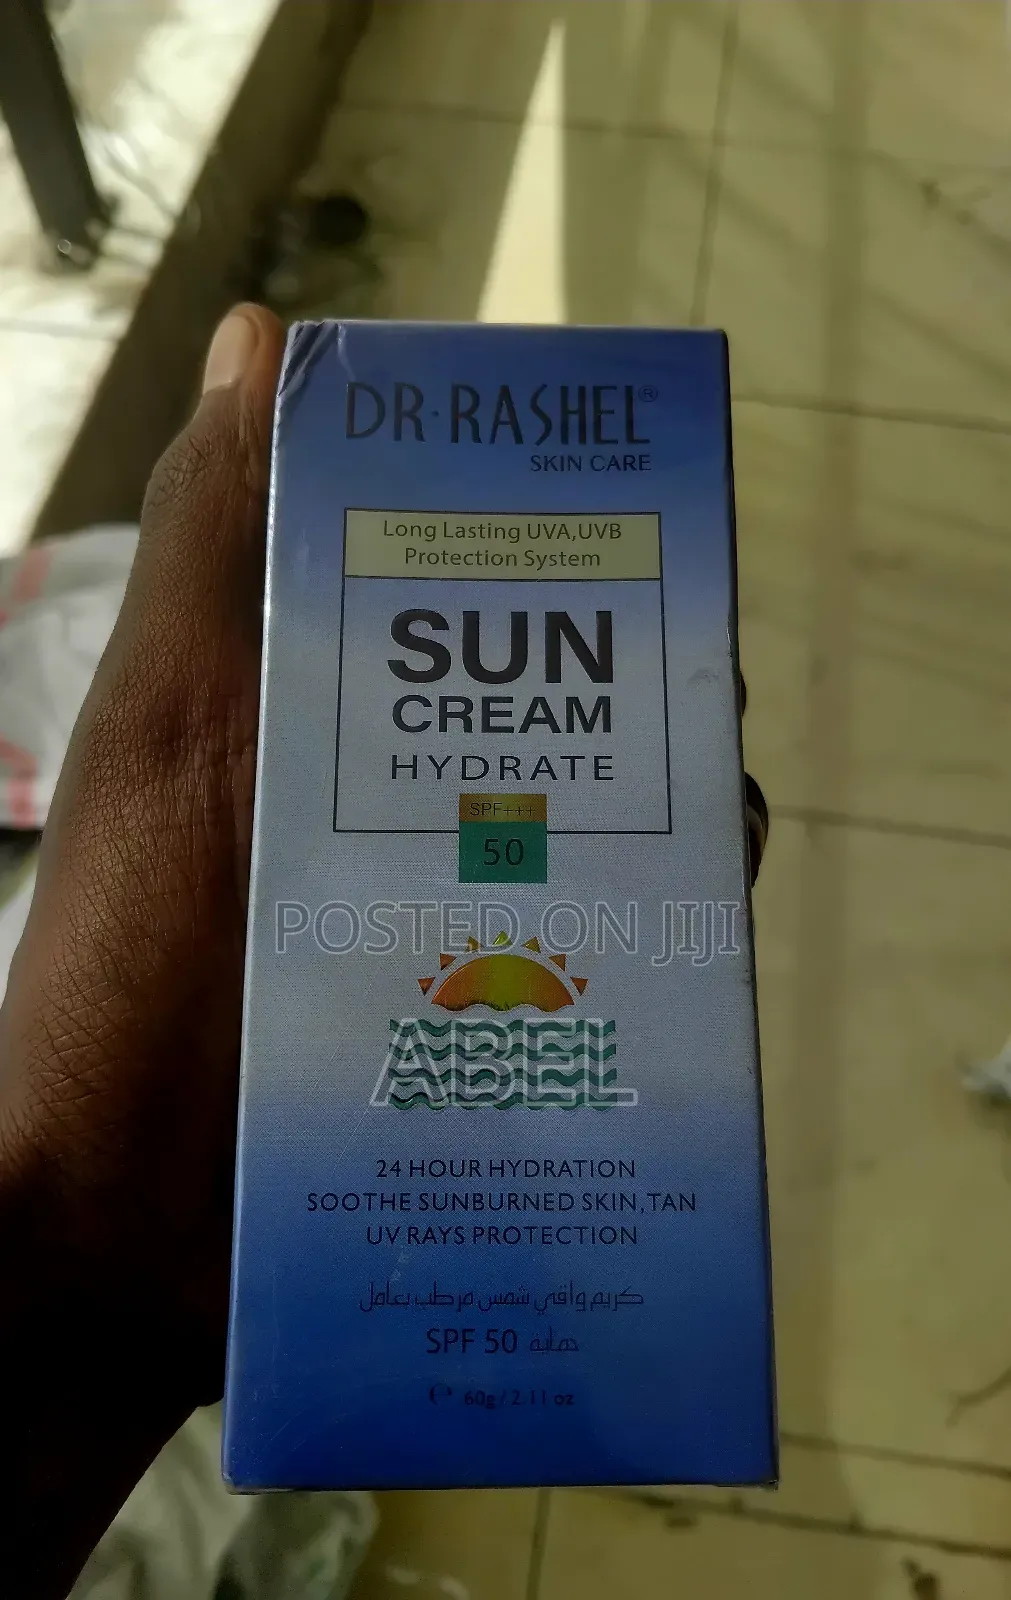 DR·RASHEL®
SKIN CARE
Long Lasting UVA,UVB
Protection System
SUN
CREAM
HYDRATE
SPF+++
50
POSTED ON JIJI
ABEL
24 HOUR HYDRATION
SOOTHE SUNBURNED SKIN,TAN
UV RAYS PROTECTION
كريم واقي شمس مرطب بعامل
حماية SPF 50
℮ 60g/2.11 oz